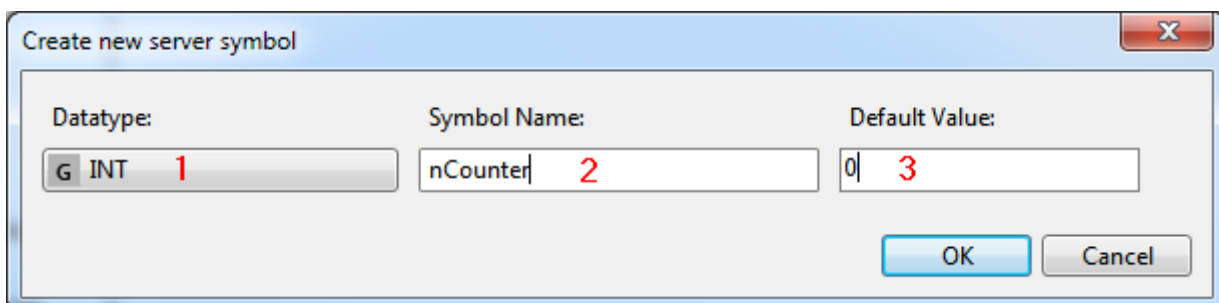 Create new server symbol
x
Datatype: Symbol Name: Default Value:
G INT 1 nCounter 2 0 3
OK Cancel